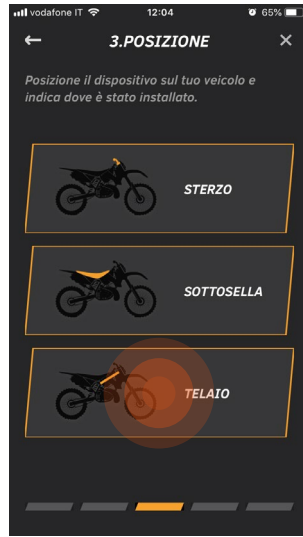 vodafone IT 12:04 65%
3.POSIZIONE
Posizione il dispositivo sul tuo veicolo e
indica dove è stato installato.
STERZO
SOTTOSELLA
TELAIO